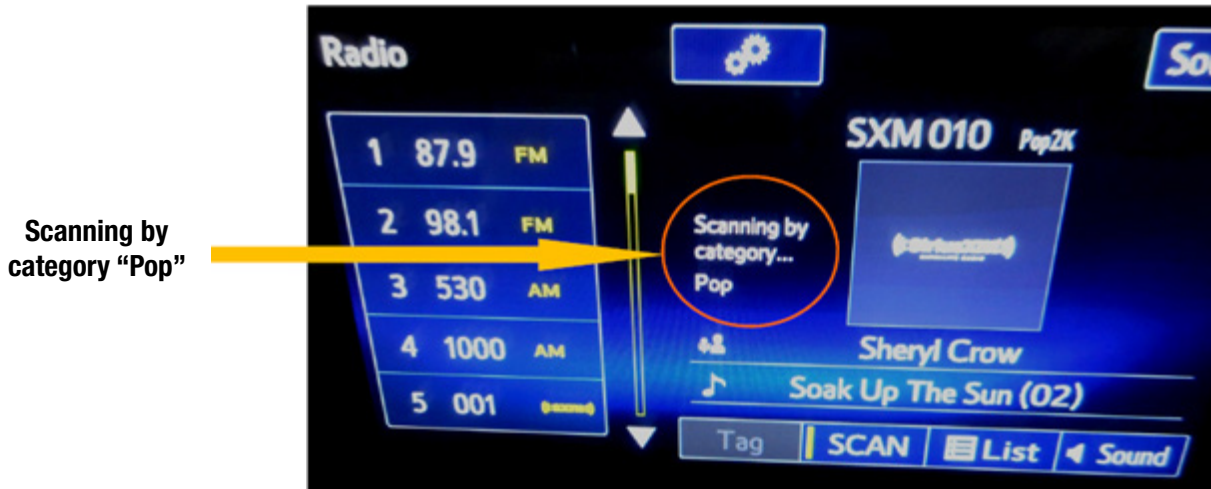 Scanning by
category “Pop”
Radio
1 87.9 FM
2 98.1 FM
3 530 AM
4 1000 AM
5 001 ((SXM))
SXM 010 Pop2K
Scanning by
category...
Pop
((SiriusXM))
Sheryl Crow
Soak Up The Sun (02)
Tag SCAN List Sound